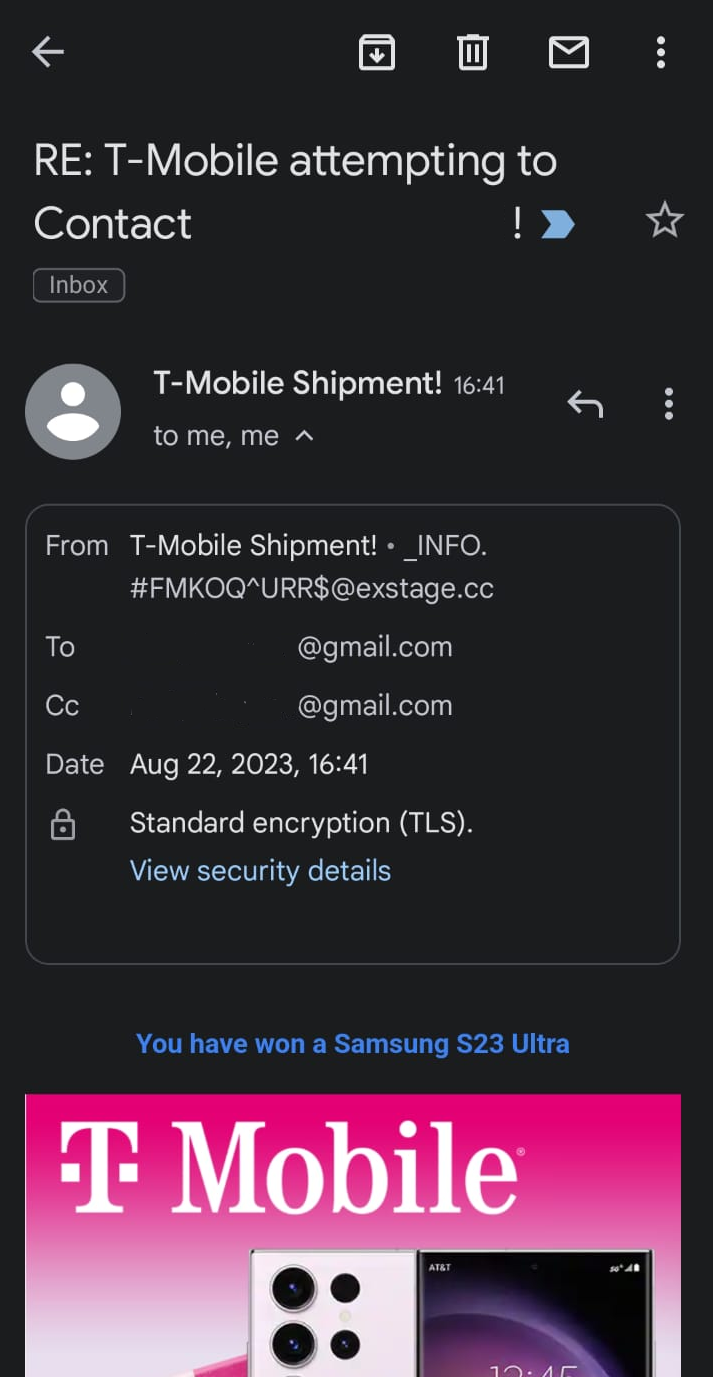 RE: T-Mobile attempting to
Contact !
Inbox
T-Mobile Shipment! 16:41
to me, me
From T-Mobile Shipment! • _INFO.
#FMKOQ^URR$@exstage.cc
To @gmail.com
Cc @gmail.com
Date Aug 22, 2023, 16:41
Standard encryption (TLS).
View security details
You have won a Samsung S23 Ultra
T Mobile®
AT&T 5G+
12:45